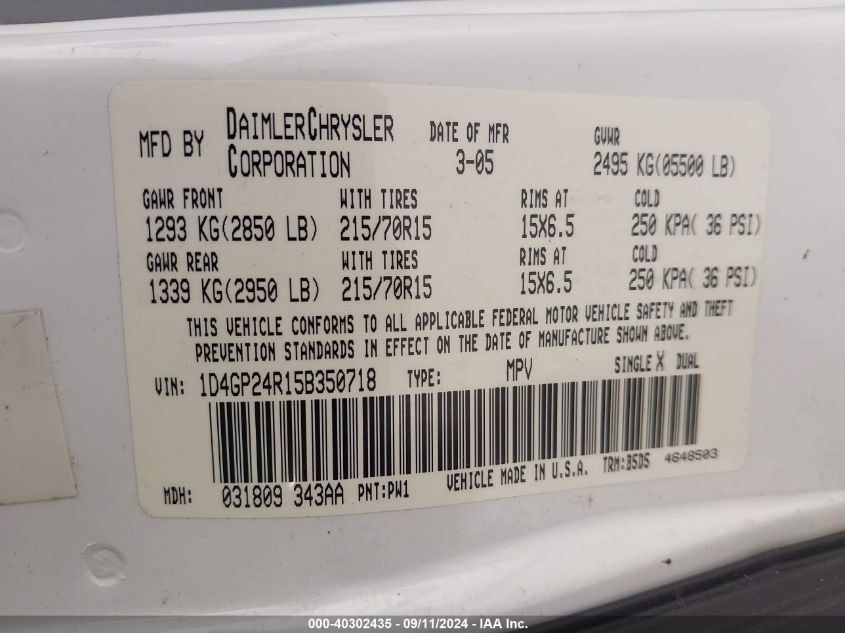 MFD BY DAIMLERCHRYSLER CORPORATION
DATE OF MFR 3-05
GVWR 2495 KG(05500 LB)
GAWR FRONT WITH TIRES RIMS AT COLD
1293 KG(2850 LB) 215/70R15 15X6.5 250 KPA( 36 PSI)
GAWR REAR WITH TIRES RIMS AT COLD
1339 KG(2950 LB) 215/70R15 15X6.5 250 KPA( 36 PSI)
THIS VEHICLE CONFORMS TO ALL APPLICABLE FEDERAL MOTOR VEHICLE SAFETY AND THEFT
PREVENTION STANDARDS IN EFFECT ON THE DATE OF MANUFACTURE SHOWN ABOVE.
VIN: 1D4GP24R15B350718 TYPE: MPV SINGLE X DUAL
MDH: 031809 343AA PNT:PW1 VEHICLE MADE IN U.S.A. TRM:B5D5 4648503
000-40302435 - 09/11/2024 - IAAI.com